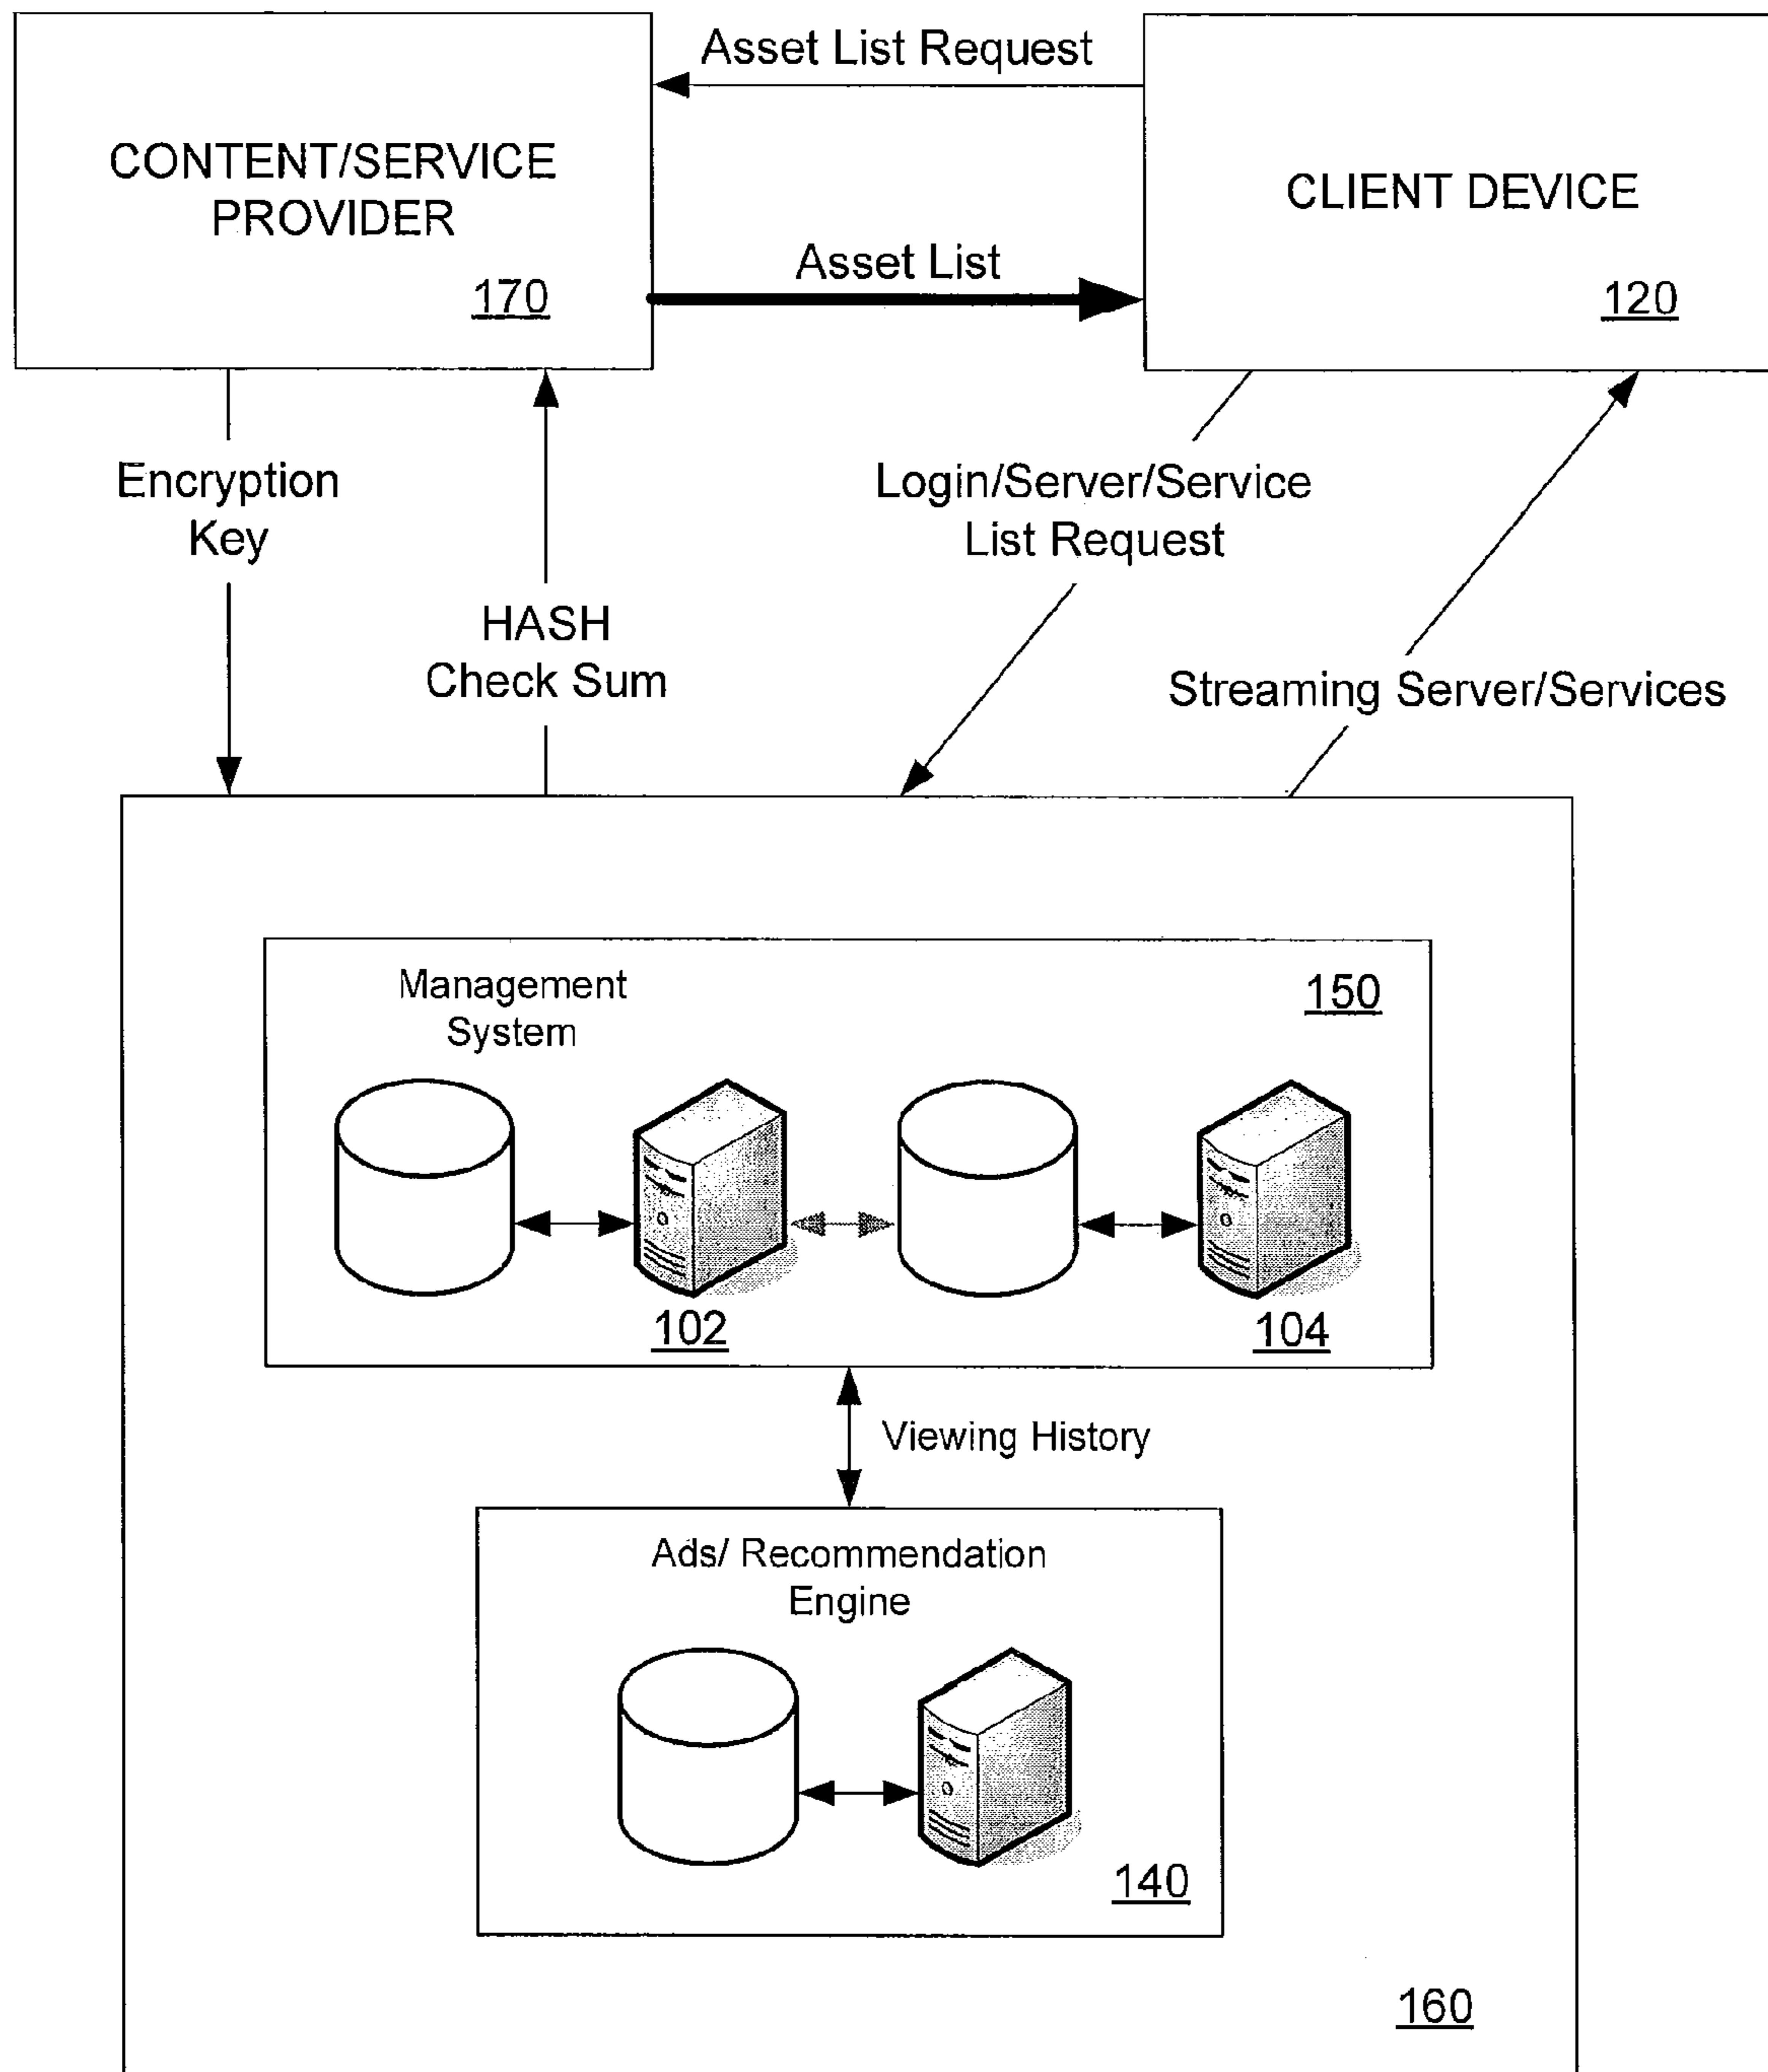 Asset List Request
CONTENT/SERVICE
PROVIDER
170
CLIENT DEVICE
120
Asset List
Encryption
Key
HASH
Check Sum
Login/Server/Service
List Request
Streaming Server/Services
Management
System
150
102
104
Viewing History
Ads/ Recommendation
Engine
140
160